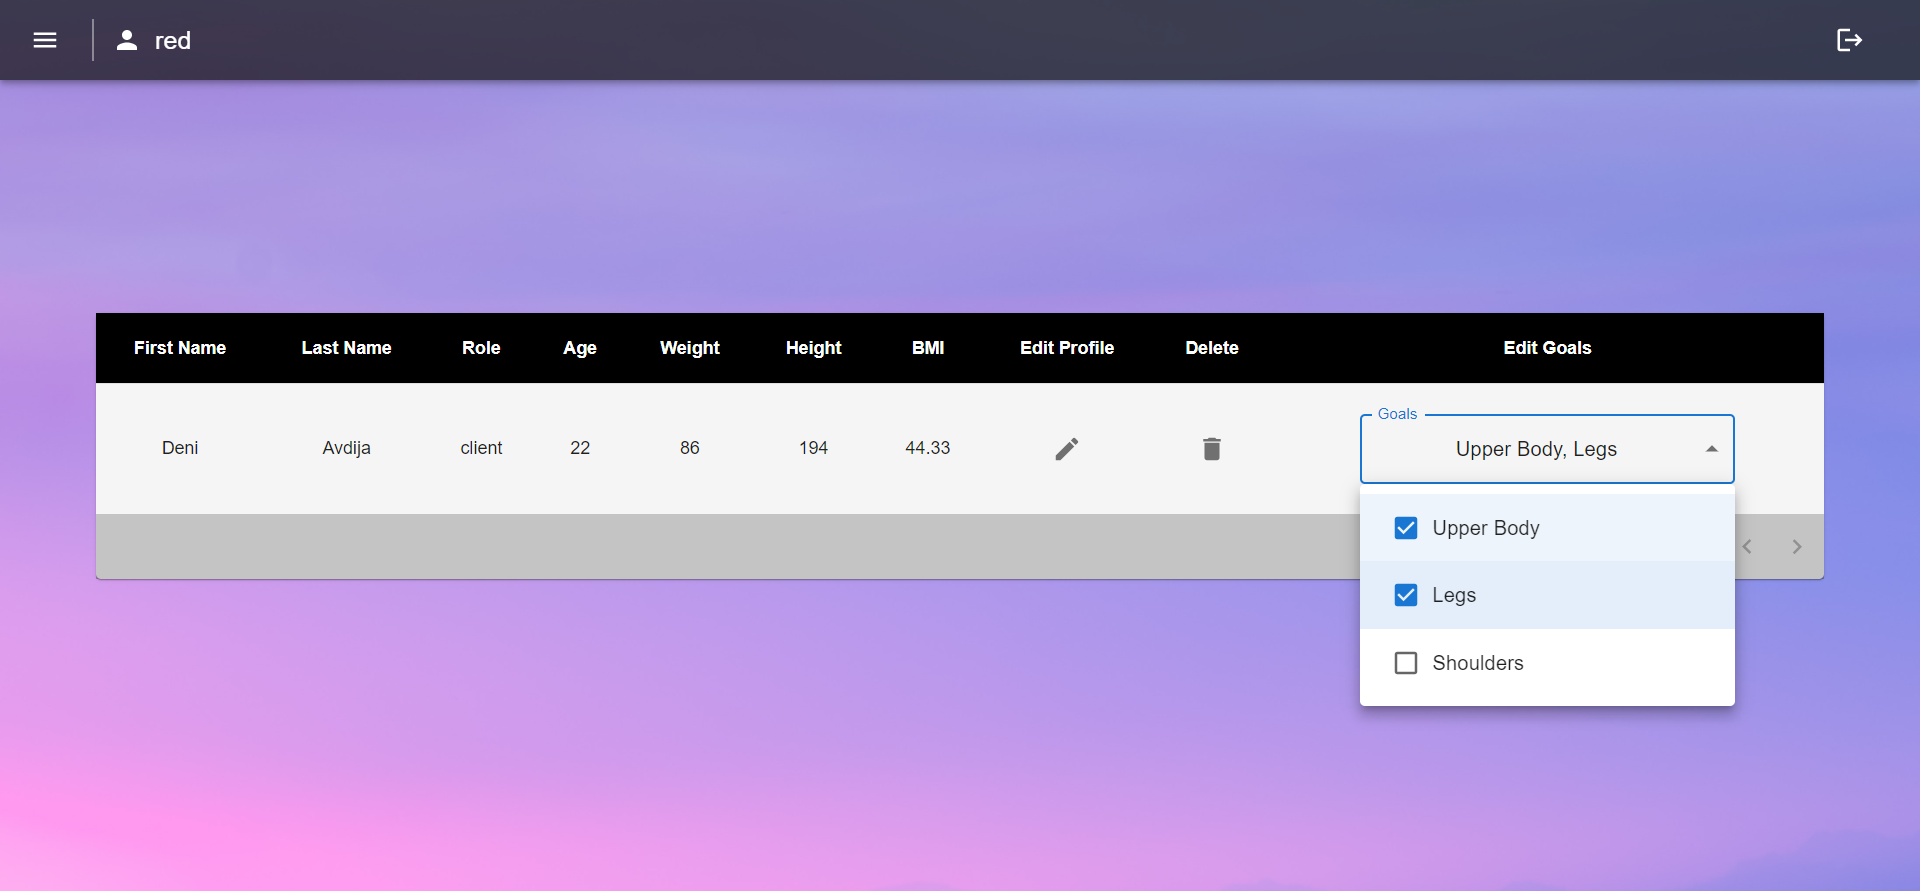 red
First Name Last Name Role Age Weight Height BMI Edit Profile Delete Edit Goals
Goals
Deni Avdija client 22 86 194 44.33 Upper Body, Legs
Upper Body
Legs
Shoulders